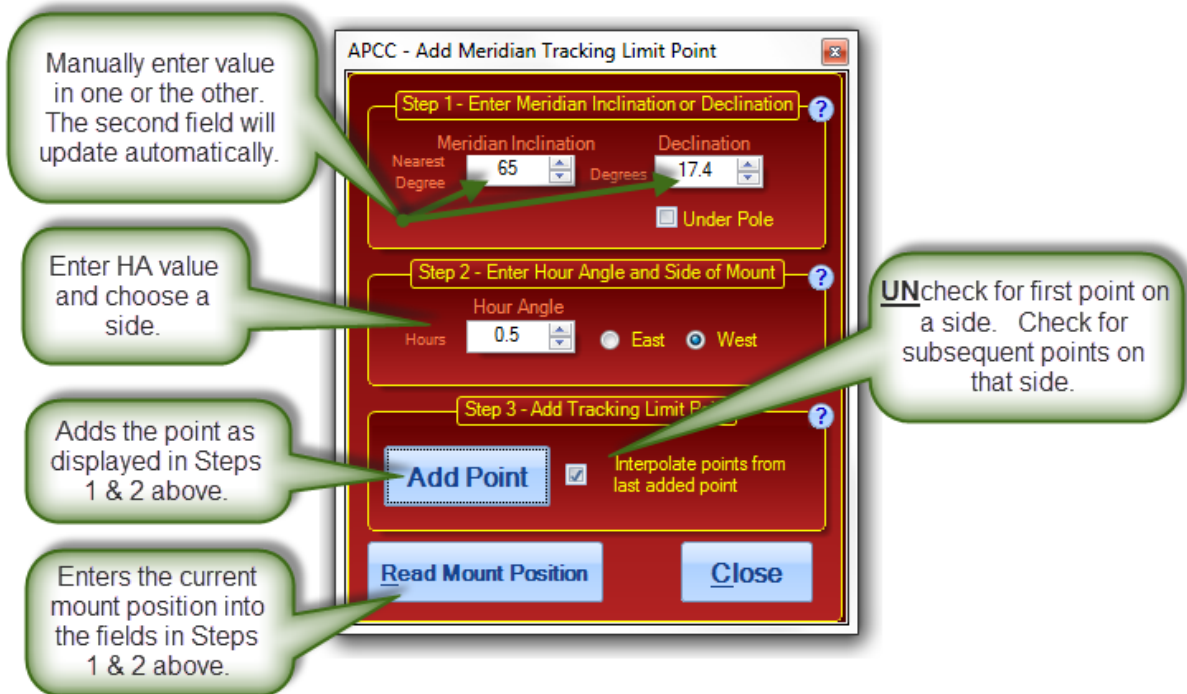 Manually enter value
in one or the other.
The second field will
update automatically.
APCC - Add Meridian Tracking Limit Point
Step 1 - Enter Meridian Inclination or Declination
?
Meridian Inclination
Declination
Nearest
Degree
65
Degrees
17.4
Under Pole
Enter HA value
and choose a
side.
Step 2 - Enter Hour Angle and Side of Mount
?
Hour Angle
Hours
0.5
East
West
UNcheck for first point on
a side. Check for
subsequent points on
that side.
Adds the point as
displayed in Steps
1 & 2 above.
Step 3 - Add Tracking Limit
?
Add Point
Interpolate points from
last added point
Enters the current
mount position into
the fields in Steps
1 & 2 above.
Read Mount Position
Close